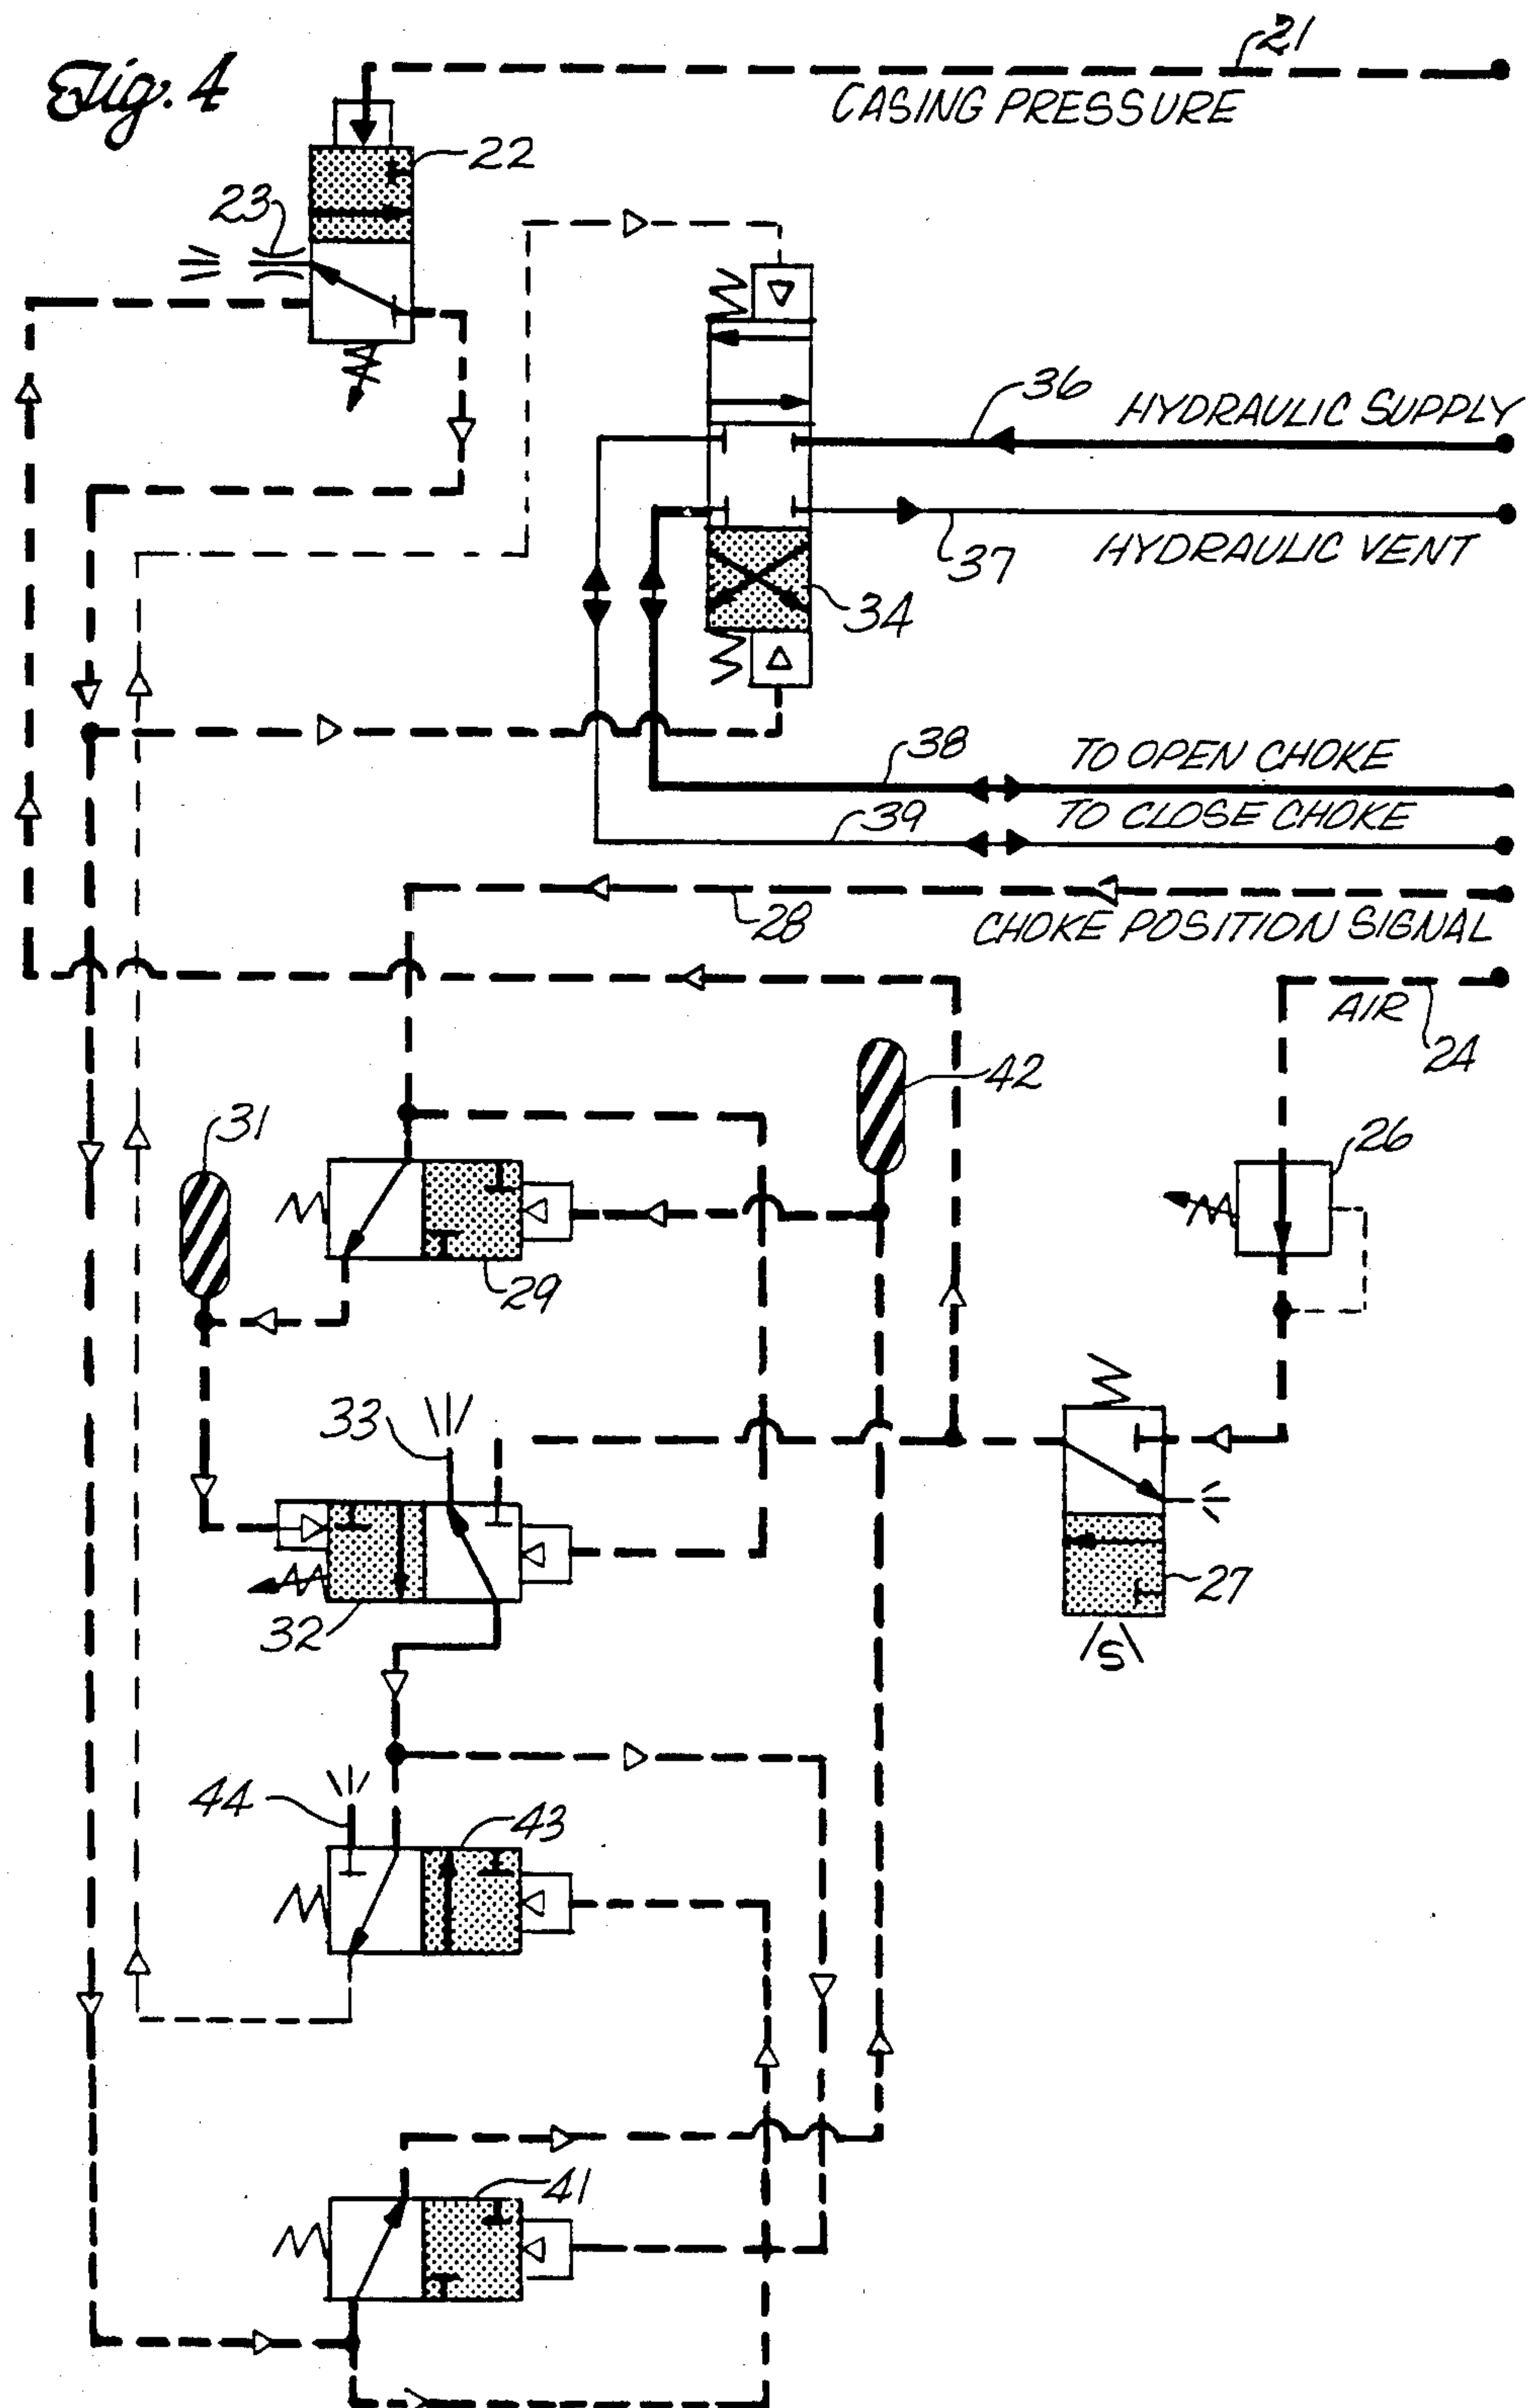 Fig. 4
21
CASING PRESSURE
22
23
36
HYDRAULIC SUPPLY
37
HYDRAULIC VENT
34
38
TO OPEN CHOKE
39
TO CLOSE CHOKE
28
CHOKE POSITION SIGNAL
AIR
24
42
31
26
29
33
27
32
S
44
43
41